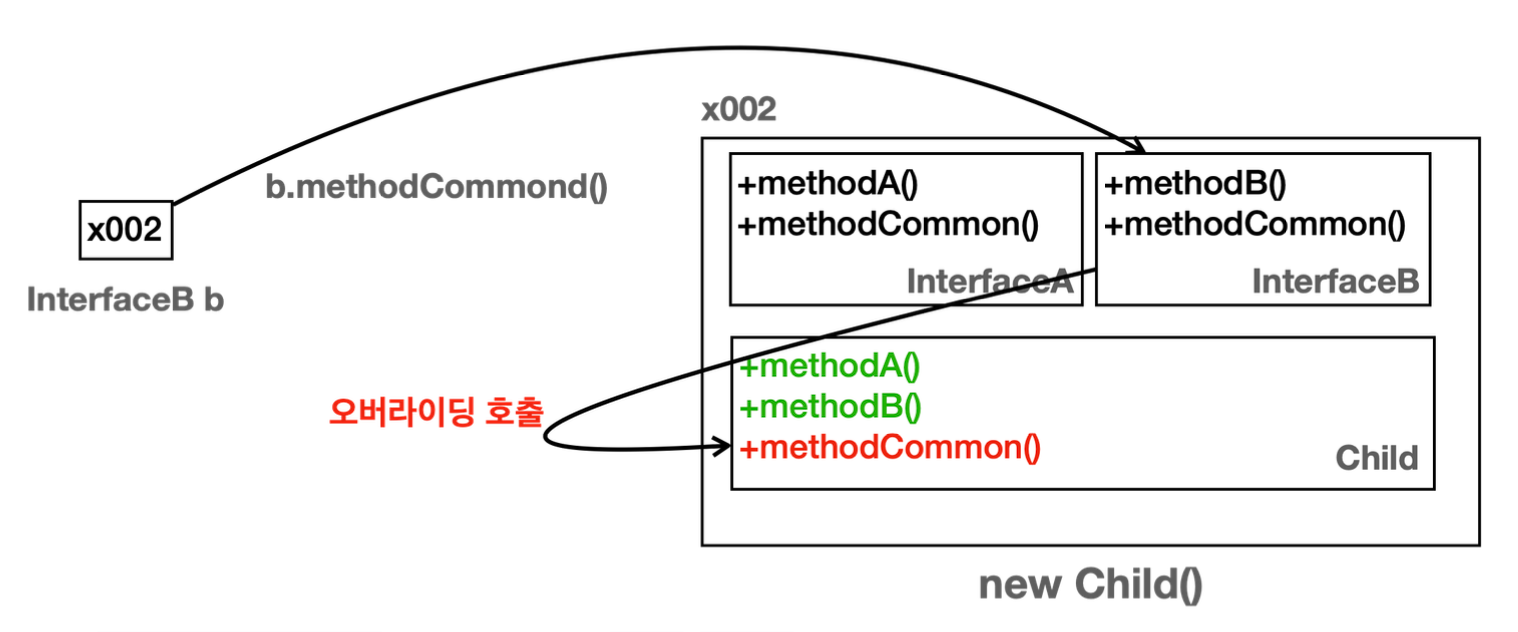 x002
b.methodCommond()
x002
InterfaceB b
+methodA()
+methodCommon()
InterfaceA
+methodB()
+methodCommon()
InterfaceB
오버라이딩 호출
+methodA()
+methodB()
+methodCommon()
Child
new Child()